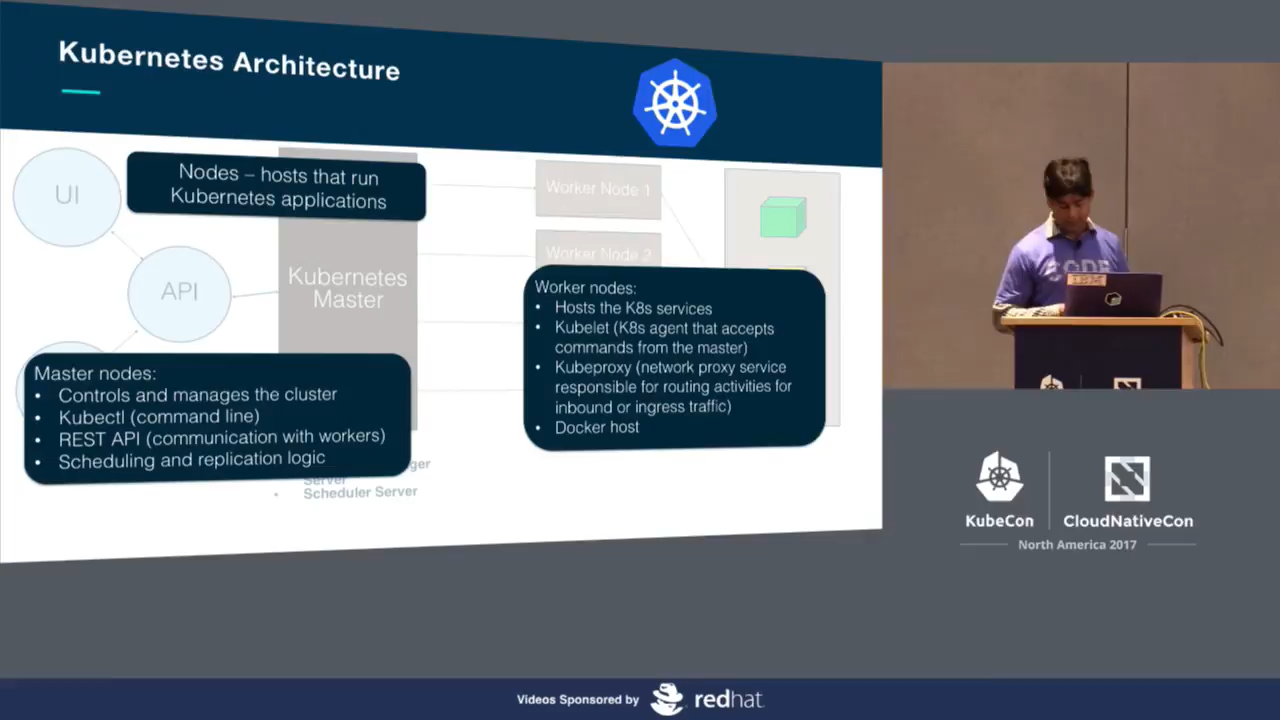 Kubernetes Architecture
UI
Nodes – hosts that run
Kubernetes applications
Worker Node 1
Worker Node 2
API
Kubernetes
Master
Master nodes:
• Controls and manages the cluster
• Kubectl (command line)
• REST API (communication with workers)
• Scheduling and replication logic
Server
• Scheduler Server
Worker nodes:
• Hosts the K8s services
• Kubelet (K8s agent that accepts
commands from the master)
• Kubeproxy (network proxy service
responsible for routing activities for
inbound or ingress traffic)
• Docker host
KubeCon
CloudNativeCon
North America 2017
Videos Sponsored by
redhat